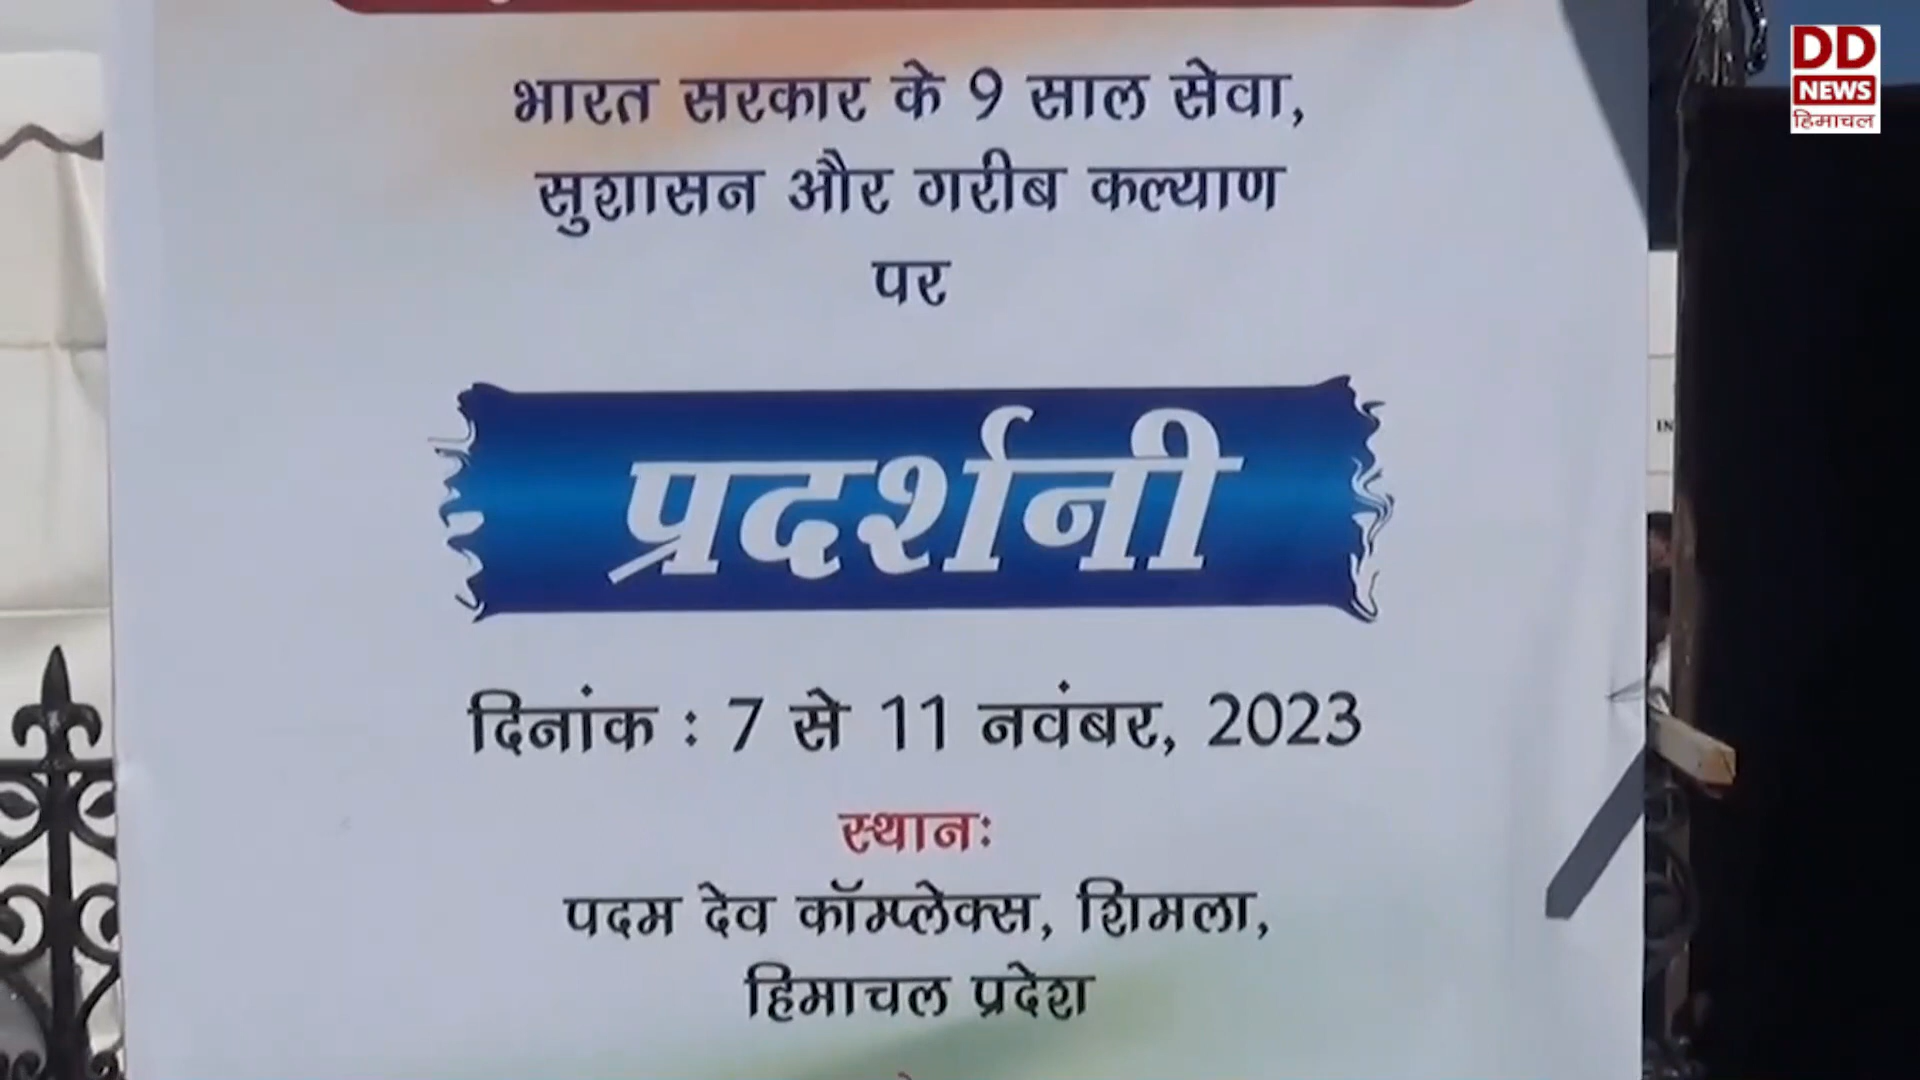 भारत सरकार के 9 साल सेवा,
सुशासन और गरीब कल्याण
पर
प्रदर्शनी
दिनांक : 7 से 11 नवंबर, 2023
स्थानः
पदम देव कॉम्प्लेक्स, शिमला,
हिमाचल प्रदेश
DD
NEWS
हिमाचल
IN